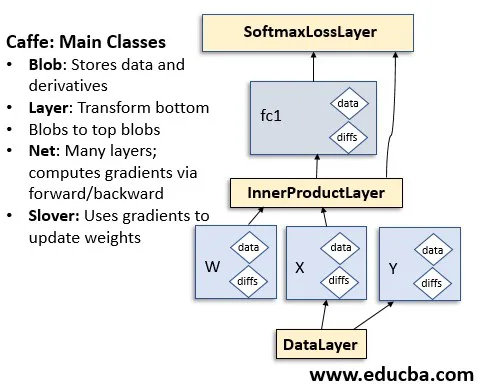 Caffe: Main Classes
• Blob: Stores data and
derivatives
• Layer: Transform bottom
• Blobs to top blobs
• Net: Many layers;
computes gradients via
forward/backward
• Slover: Uses gradients to
update weights
SoftmaxLossLayer
fc1
data
diffs
InnerProductLayer
W
data
diffs
X
data
diffs
Y
data
diffs
DataLayer
www.educba.com